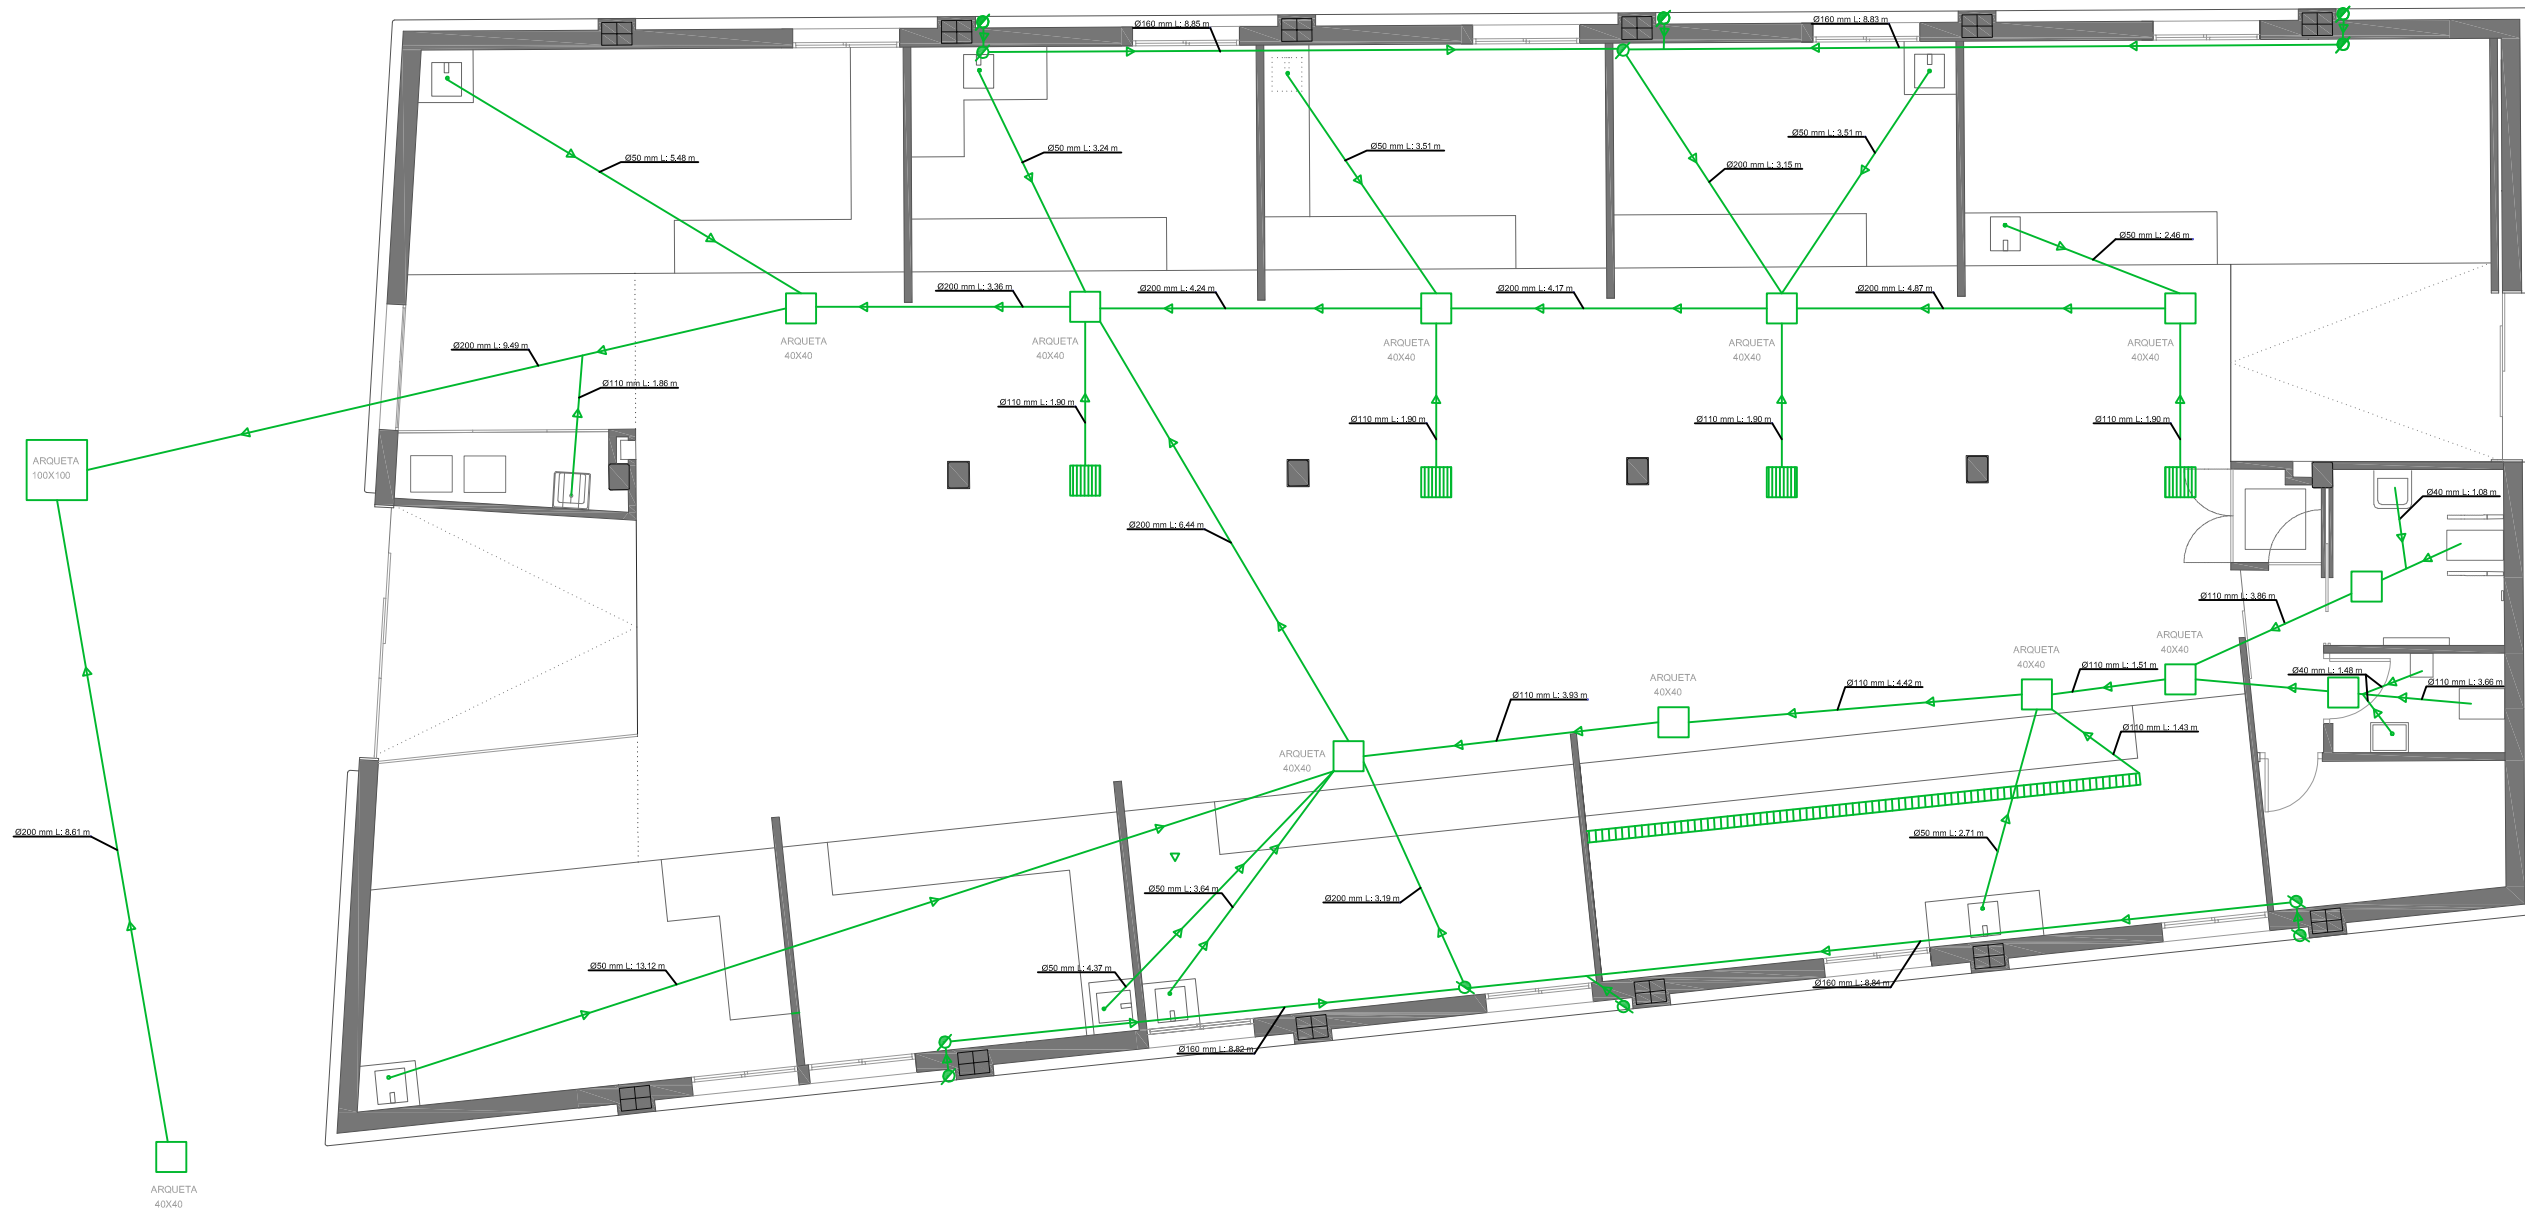 Ø160 mm L: 8.85 m
Ø160 mm L: 8.83 m
Ø50 mm L: 5.48 m
Ø50 mm L: 3.24 m
Ø50 mm L: 3.51 m
Ø200 mm L: 3.15 m
Ø50 mm L: 3.51 m
Ø50 mm L: 2.46 m
Ø200 mm L: 3.36 m
Ø200 mm L: 4.24 m
Ø200 mm L: 4.17 m
Ø200 mm L: 4.87 m
ARQUETA
40X40
ARQUETA
40X40
ARQUETA
40X40
ARQUETA
40X40
ARQUETA
40X40
Ø200 mm L: 9.49 m
Ø110 mm L: 1.86 m
Ø110 mm L: 1.90 m
Ø110 mm L: 1.90 m
Ø110 mm L: 1.90 m
Ø110 mm L: 1.90 m
ARQUETA
100X100
Ø40 mm L: 1.08 m
Ø200 mm L: 6.44 m
Ø110 mm L: 3.86 m
ARQUETA
40X40
ARQUETA
40X40
ARQUETA
40X40
Ø110 mm L: 1.51 m
Ø40 mm L: 1.48 m
Ø110 mm L: 3.66 m
Ø110 mm L: 4.42 m
Ø110 mm L: 3.93 m
Ø110 mm L: 1.43 m
ARQUETA
40X40
Ø200 mm L: 8.61 m
Ø50 mm L: 2.71 m
Ø50 mm L: 3.64 m
Ø200 mm L: 3.19 m
Ø50 mm L: 13.12 m
Ø50 mm L: 4.37 m
Ø160 mm L: 8.84 m
Ø160 mm L: 8.82 m
ARQUETA
40X40